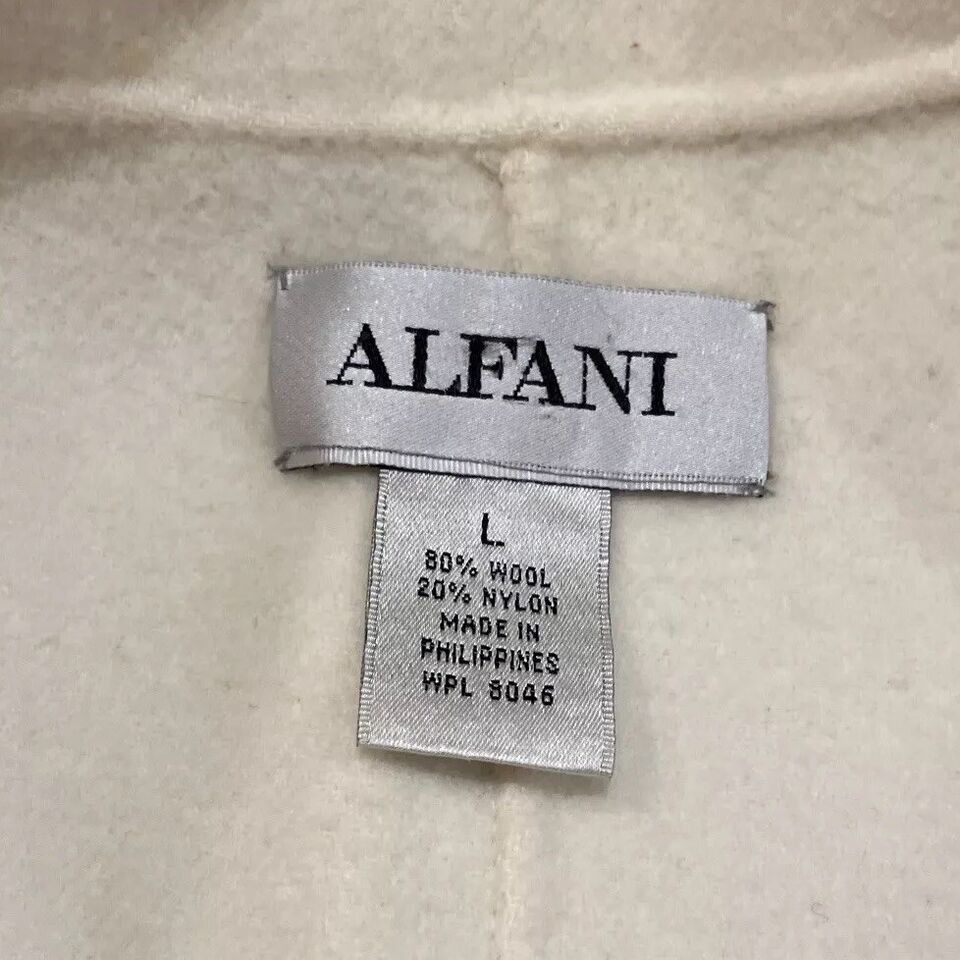 ALFANI
L
80% WOOL
20% NYLON
MADE IN
PHILIPPINES
WPL 8046